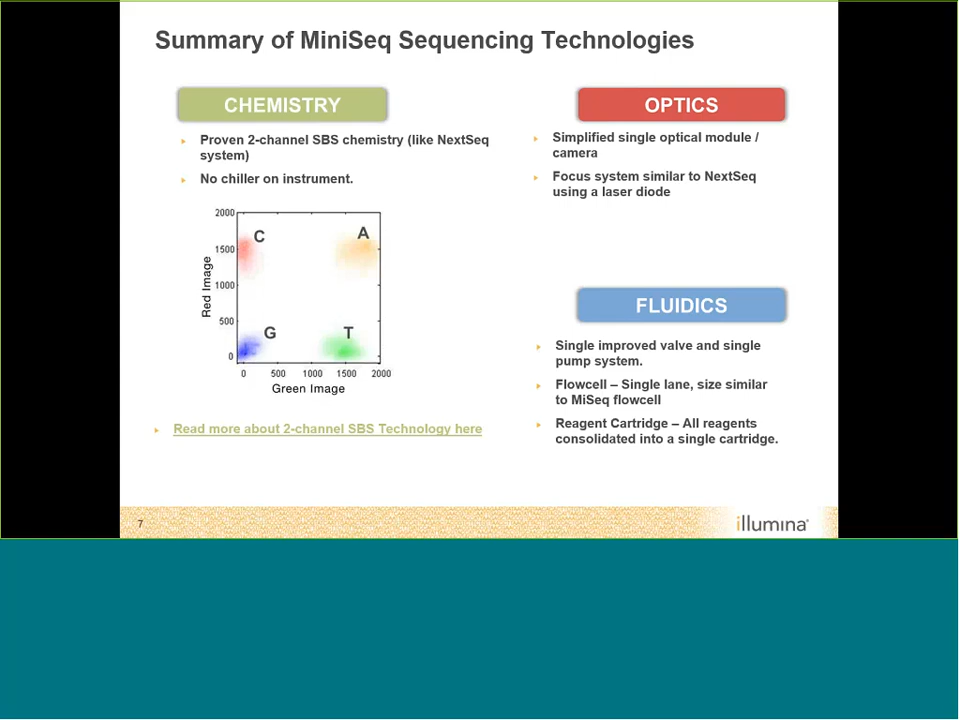 Summary of MiniSeq Sequencing Technologies
CHEMISTRY
Proven 2-channel SBS chemistry (like NextSeq
system)
No chiller on instrument.
2000
1500
1000
500
0
Red Image
C
A
G
T
0 500 1000 1500 2000
Green Image
Read more about 2-channel SBS Technology here
OPTICS
Simplified single optical module /
camera
Focus system similar to NextSeq
using a laser diode
FLUIDICS
Single improved valve and single
pump system.
Flowcell – Single lane, size similar
to MiSeq flowcell
Reagent Cartridge – All reagents
consolidated into a single cartridge.
7
illumina®